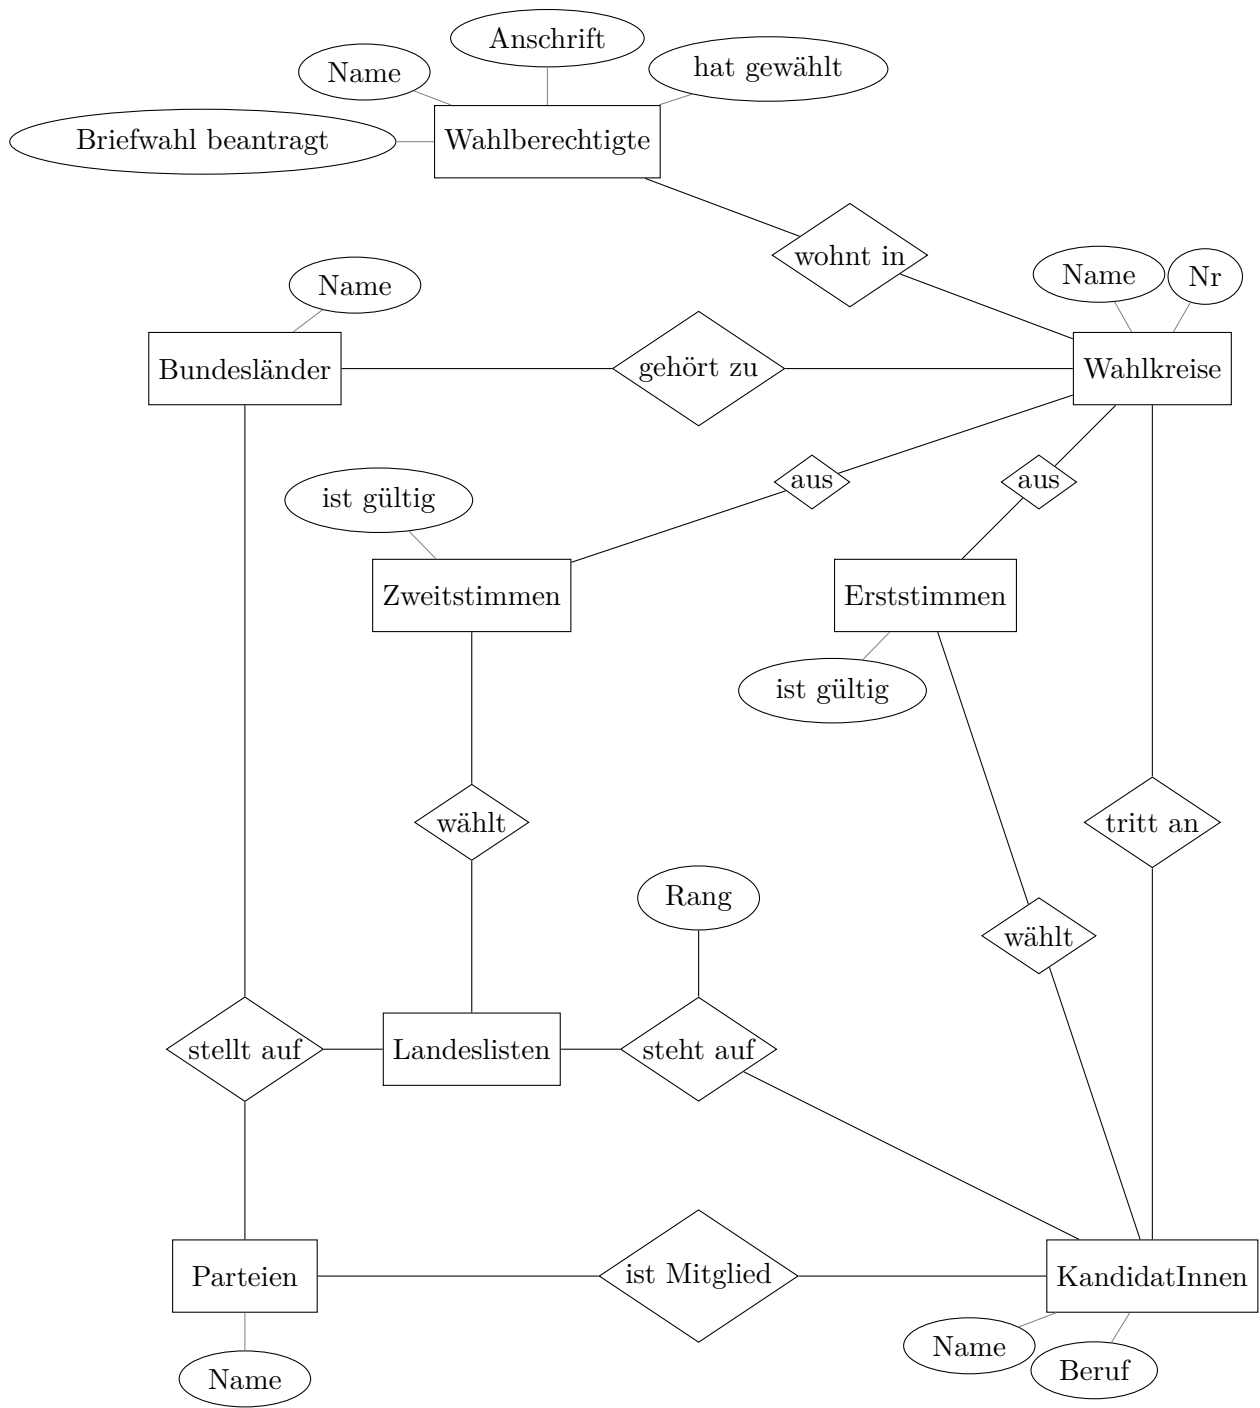 Anschrift
Name
hat gewählt
Briefwahl beantragt
Wahlberechtigte
wohnt in
Name
Name
Nr
Bundesländer
gehört zu
Wahlkreise
aus
aus
ist gültig
Zweitstimmen
Erststimmen
ist gültig
wählt
tritt an
Rang
wählt
stellt auf
Landeslisten
steht auf
Parteien
ist Mitglied
KandidatInnen
Name
Beruf
Name